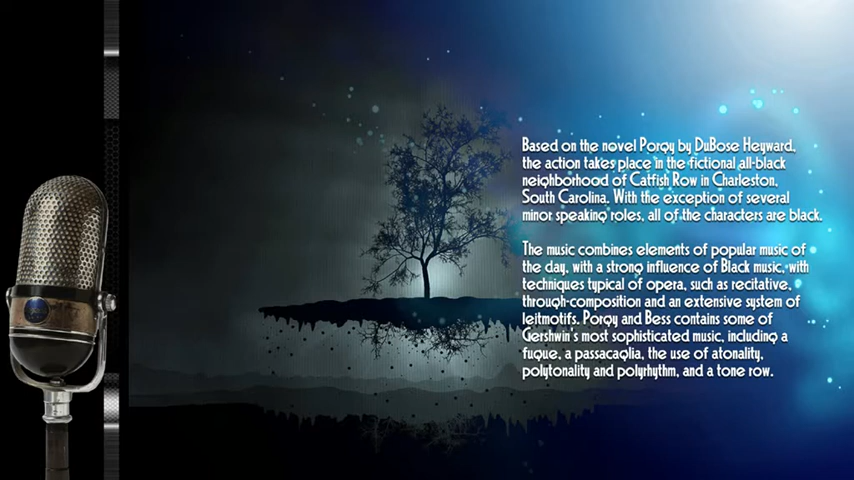 Based on the novel Porgy by DuBose Heyward,
the action takes place in the fictional all-black
neighborhood of Catfish Row in Charleston,
South Carolina. With the exception of several
minor speaking roles, all of the characters are black.
The music combines elements of popular music of
the day, with a strong influence of Black music, with
techniques typical of opera, such as recitative,
through-composition and an extensive system of
leitmotifs. Porgy and Bess contains some of
Gershwin's most sophisticated music, including a
fugue, a passacaglia, the use of atonality,
polytonality and polyrhythm, and a tone row.